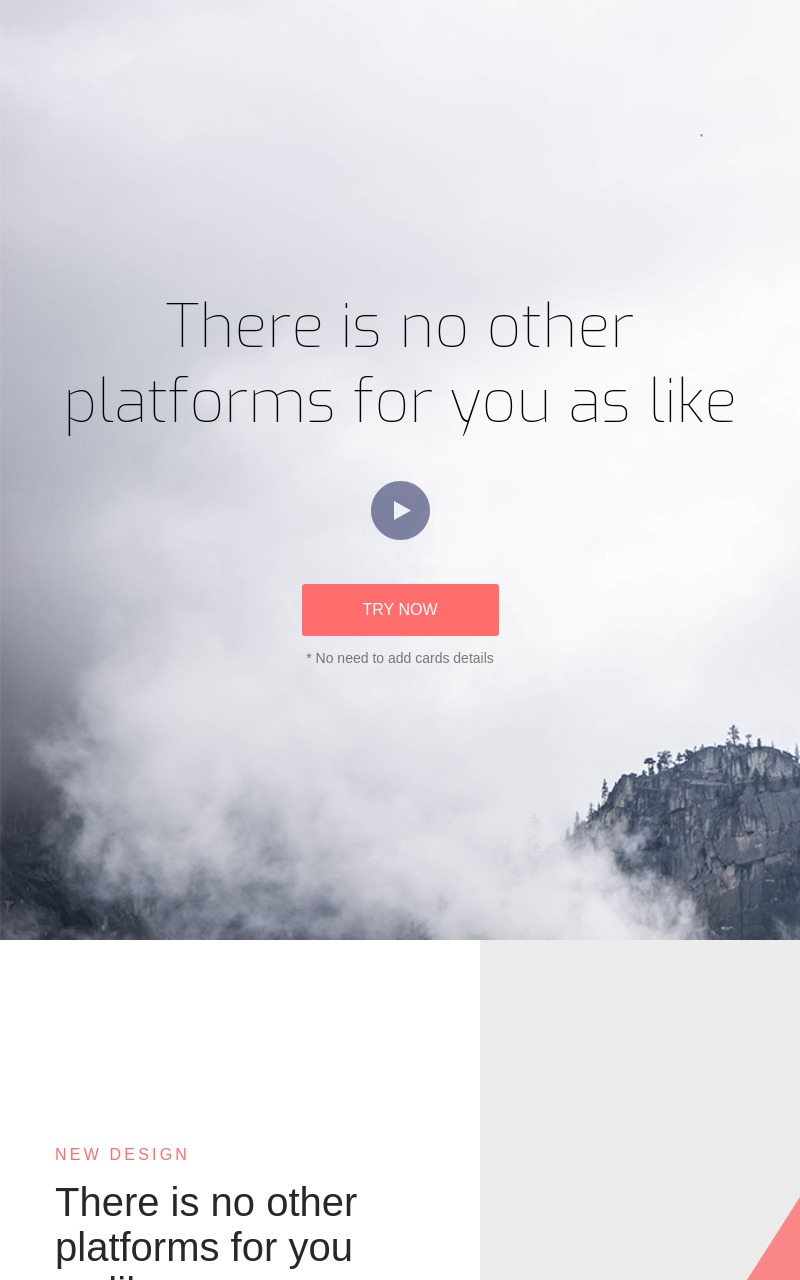 There is no other
platforms for you as like
TRY NOW
* No need to add cards details
NEW DESIGN
There is no other
platforms for you